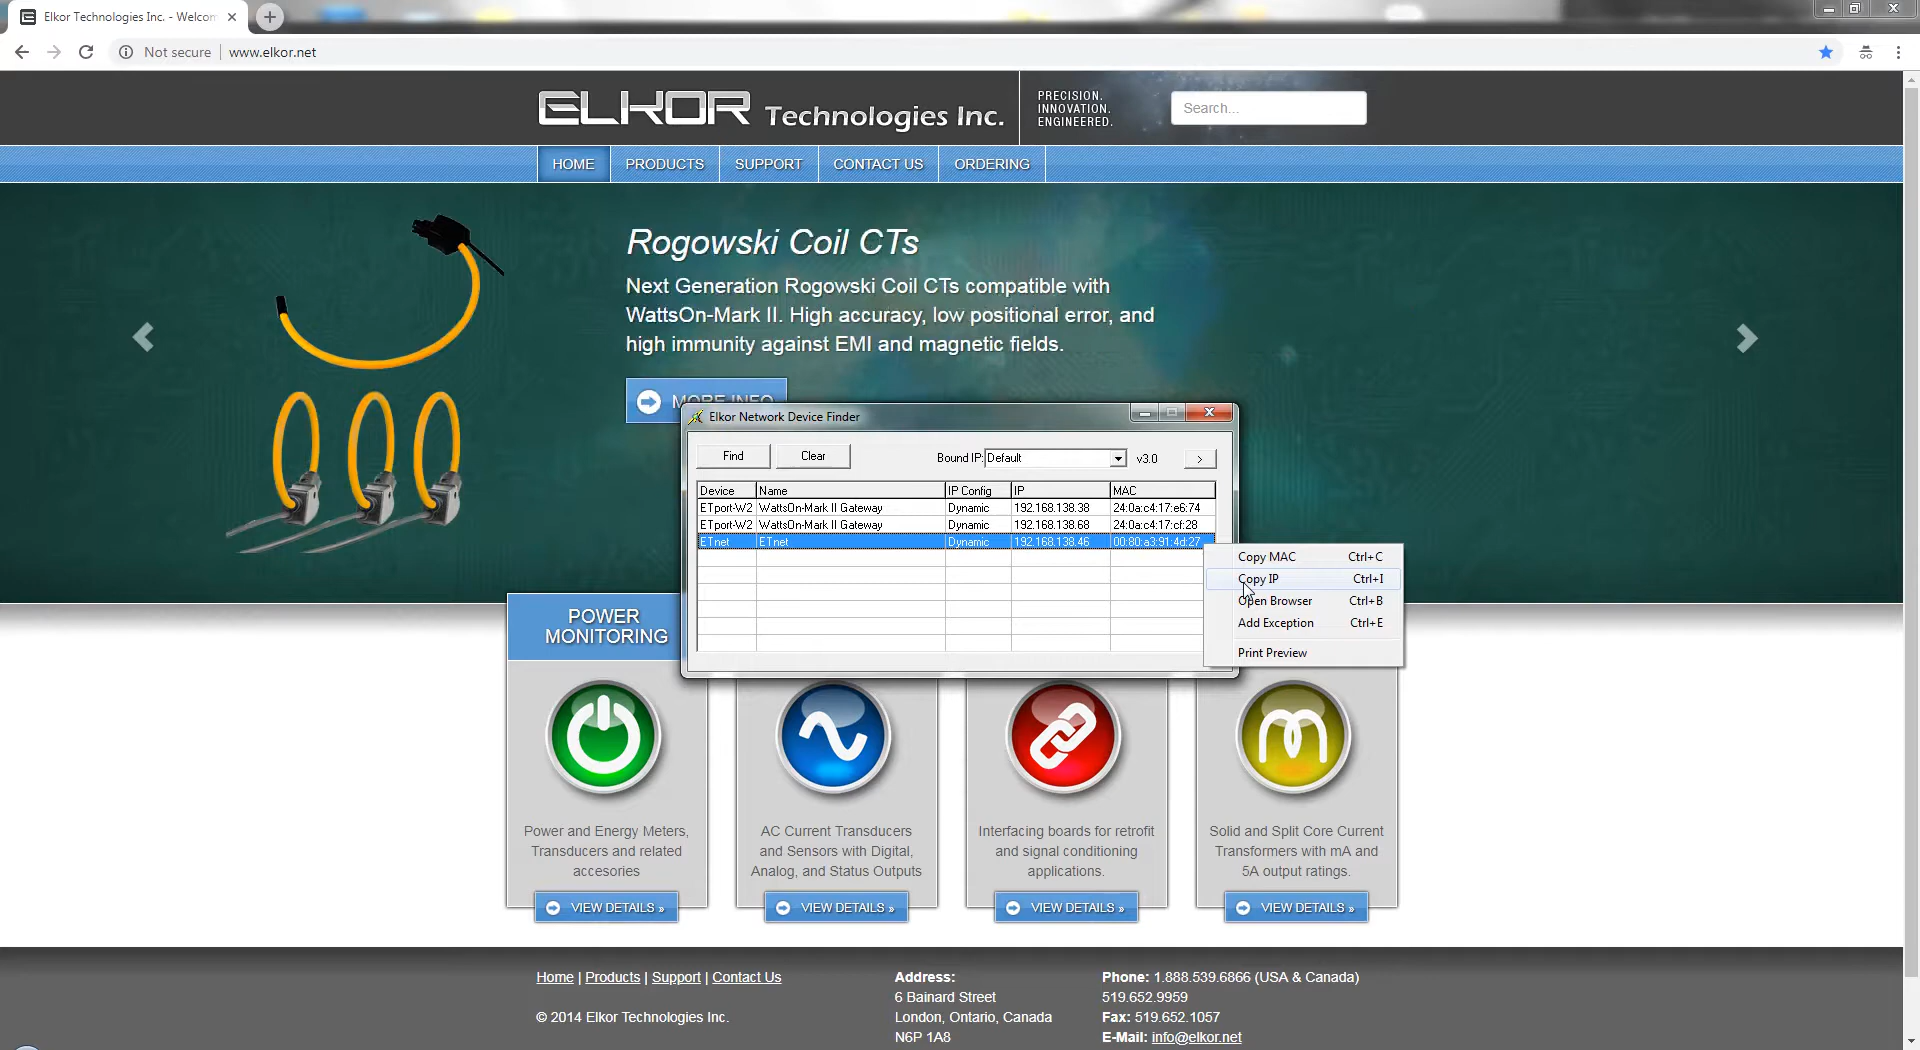 Elkor Technologies Inc. - Welcom
Not secure
www.elkor.net
ELKOR Technologies Inc.
PRECISION.
INNOVATION.
ENGINEERED.
Search...
HOME
PRODUCTS
SUPPORT
CONTACT US
ORDERING
Rogowski Coil CTs
Next Generation Rogowski Coil CTs compatible with
WattsOn-Mark II. High accuracy, low positional error, and
high immunity against EMI and magnetic fields.
MORE INFO
Elkor Network Device Finder
Find
Clear
Bound IP:
Default
v3.0
>
Device Name IP Config IP MAC
ETport-W2 WattsOn-Mark II Gateway Dynamic 192.168.138.38 24:0a:c4:17:e6:74
ETport-W2 WattsOn-Mark II Gateway Dynamic 192.168.138.68 24:0a:c4:17:cf:28
ETnet ETnet Dynamic 192.168.138.46 00:80:a3:91:4d:27
Copy MAC Ctrl+C
Copy IP Ctrl+I
Open Browser Ctrl+B
Add Exception Ctrl+E
Print Preview
POWER
MONITORING
Power and Energy Meters,
Transducers and related
accesories
VIEW DETAILS »
AC Current Transducers
and Sensors with Digital,
Analog, and Status Outputs
VIEW DETAILS »
Interfacing boards for retrofit
and signal conditioning
applications.
VIEW DETAILS »
Solid and Split Core Current
Transformers with mA and
5A output ratings.
VIEW DETAILS »
Home | Products | Support | Contact Us
© 2014 Elkor Technologies Inc.
Address:
6 Bainard Street
London, Ontario, Canada
N6P 1A8
Phone: 1.888.539.6866 (USA & Canada)
519.652.9959
Fax: 519.652.1057
E-Mail: info@elkor.net